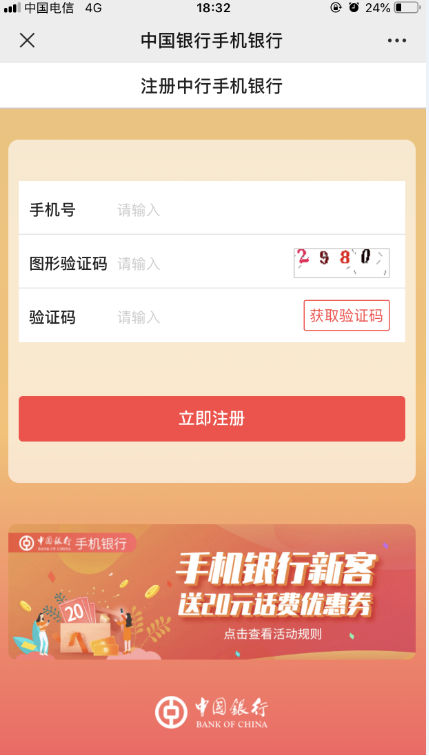 中国电信 4G 18:32 24%
中国银行手机银行
注册中行手机银行
手机号 请输入
图形验证码 请输入 2980
验证码 请输入 获取验证码
立即注册
中国银行 BANK OF CHINA 手机银行
手机银行新客
送20元话费优惠券
20
点击查看活动规则
中国银行
BANK OF CHINA